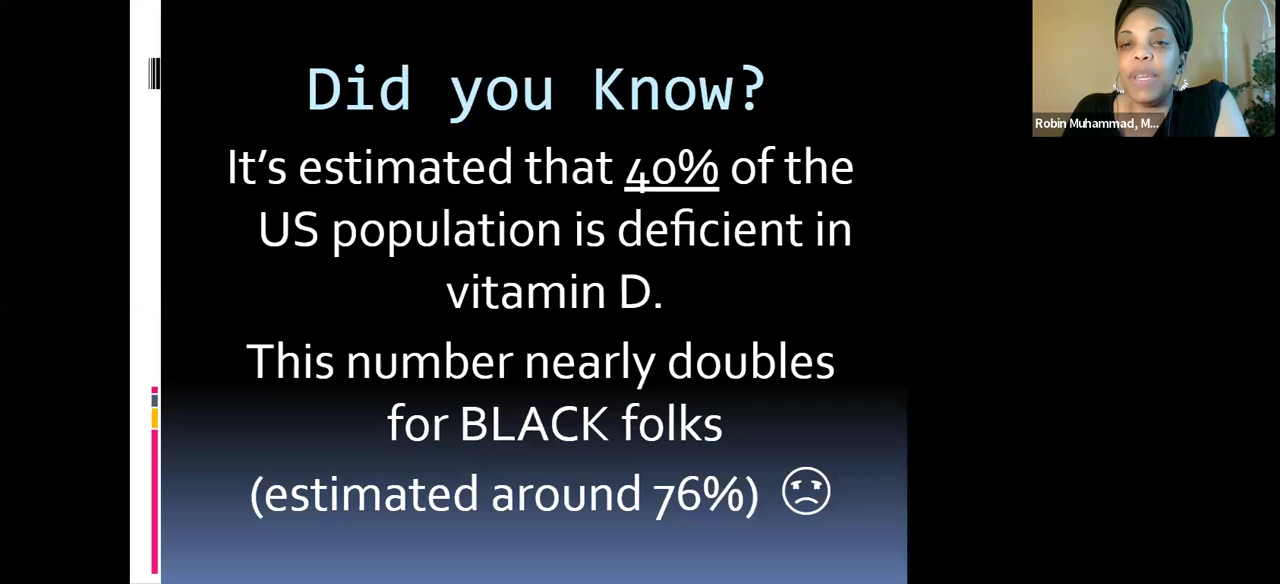 Did you Know?
It’s estimated that 40% of the
US population is deficient in
vitamin D.
This number nearly doubles
for BLACK folks
(estimated around 76%)
Robin Muhammad, M...